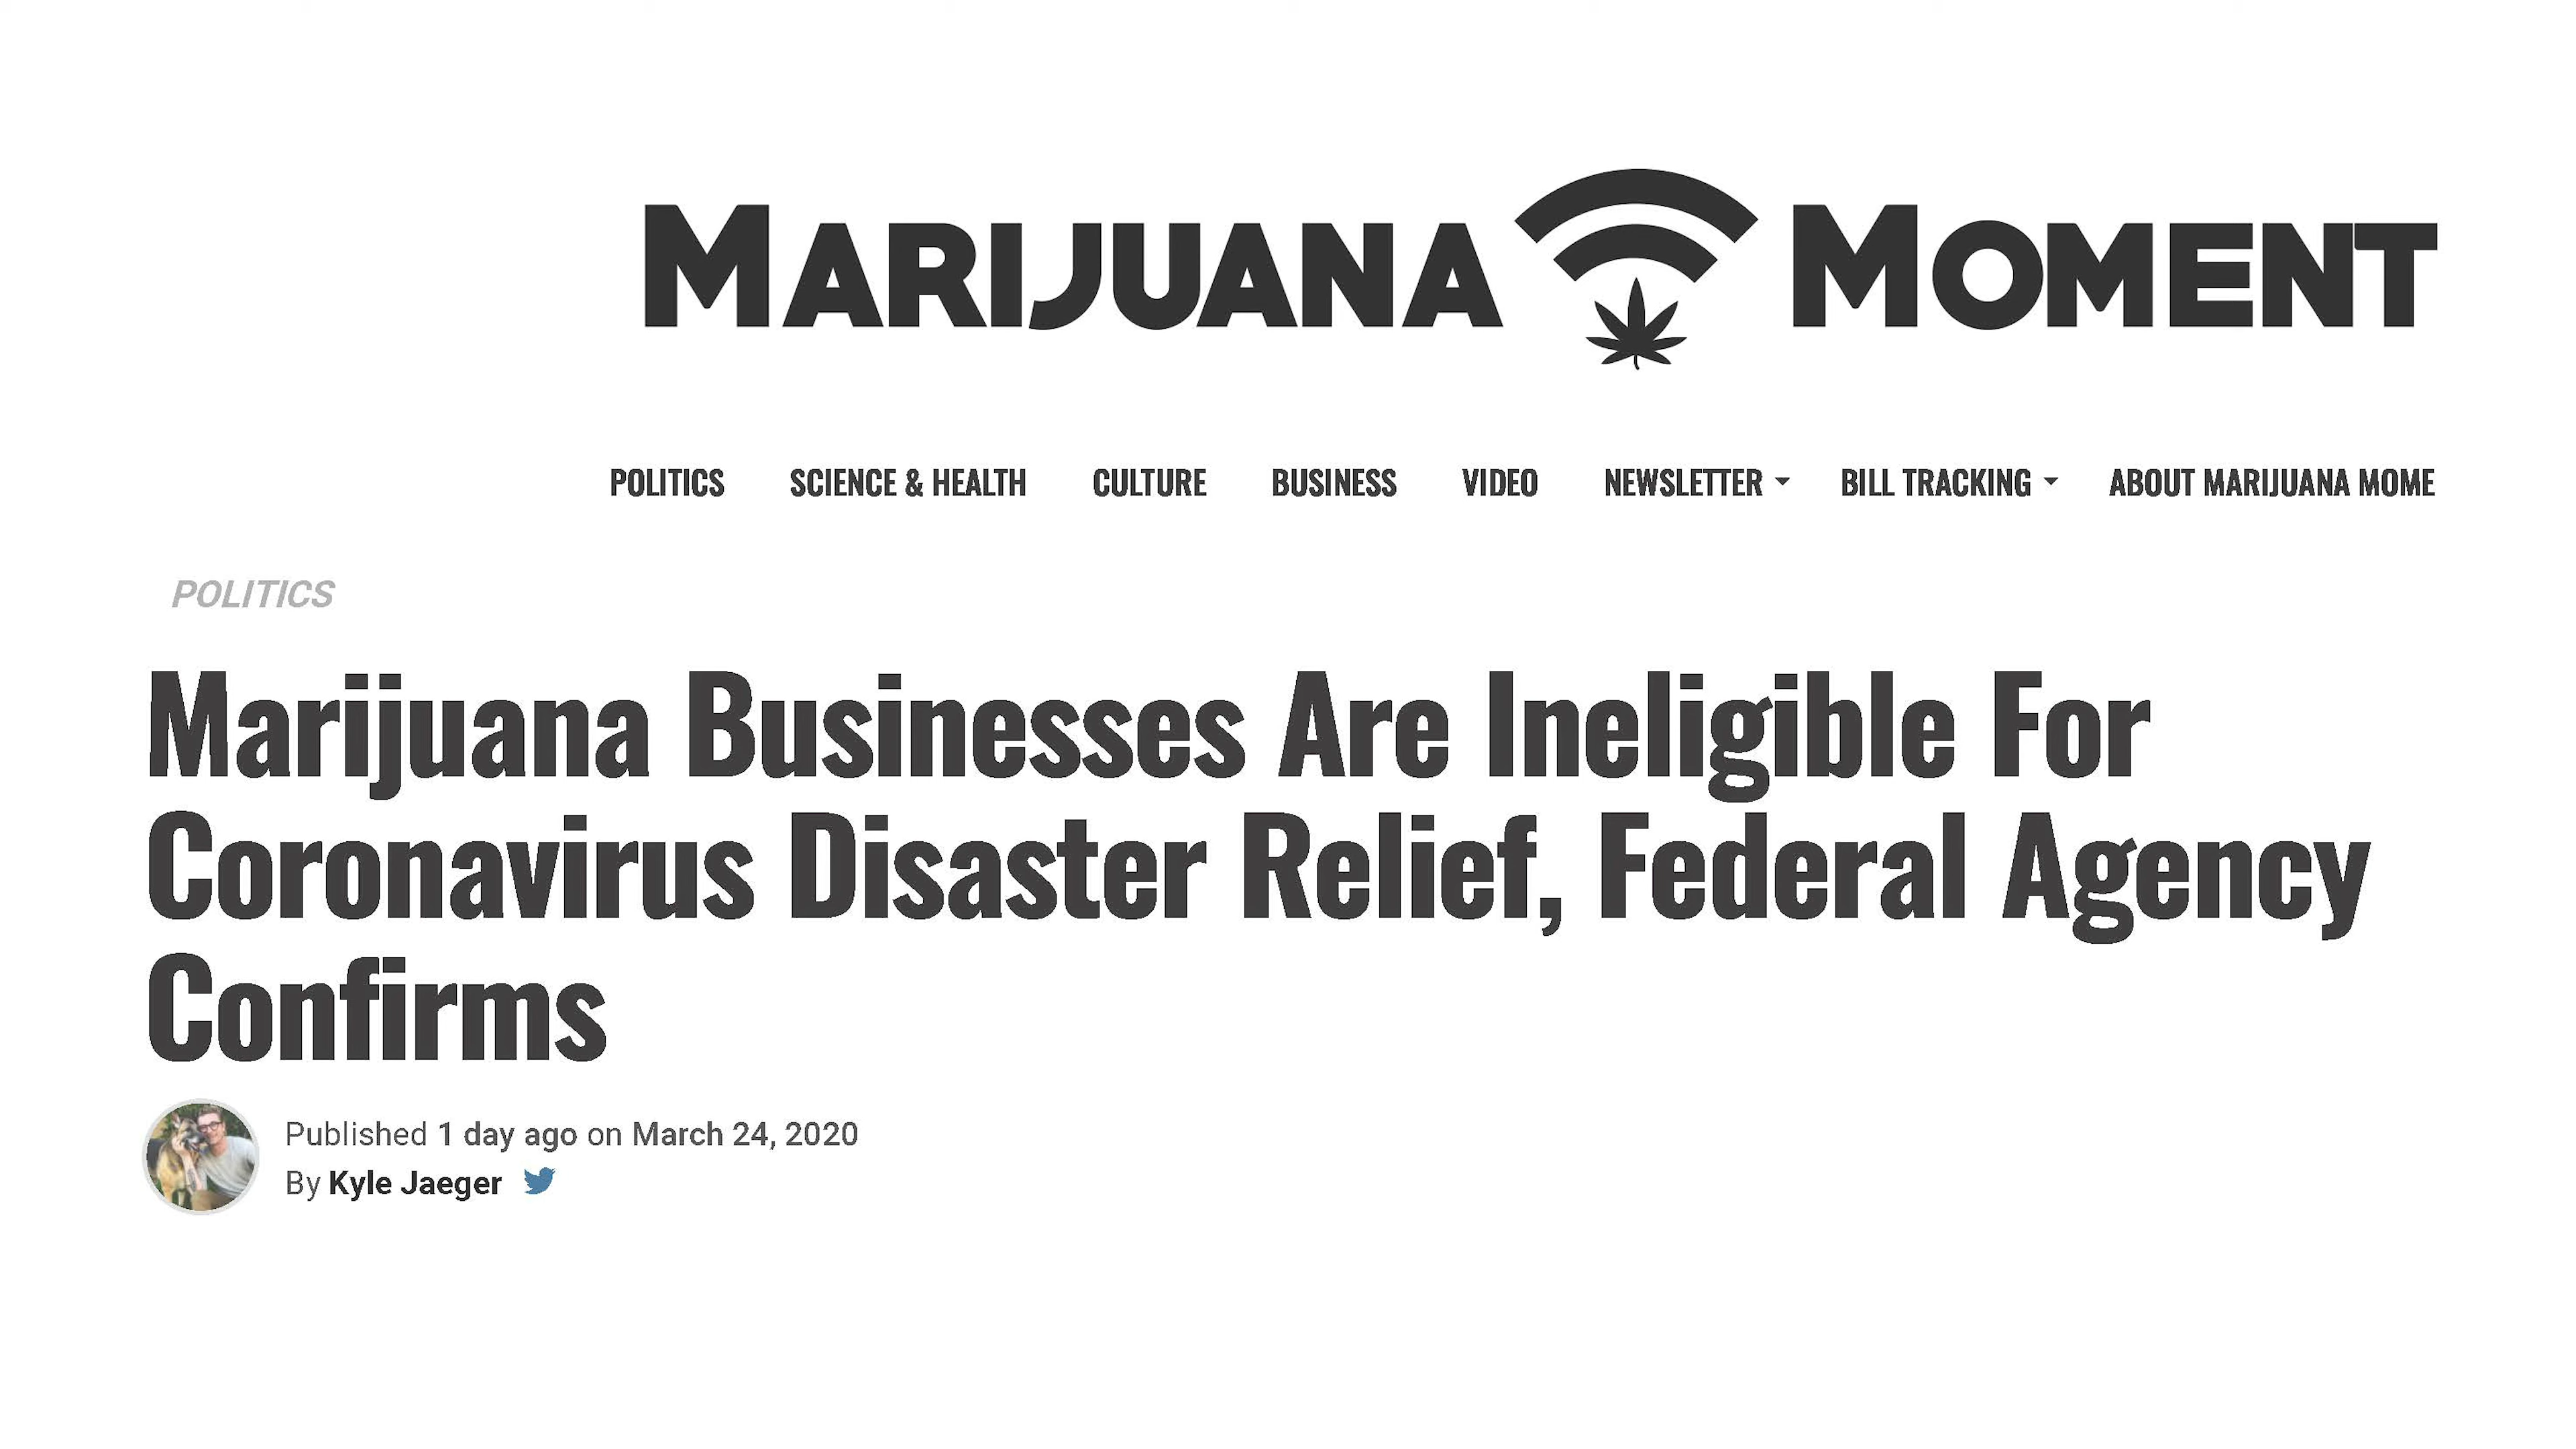 MARIJUANA MOMENT
POLITICS SCIENCE & HEALTH CULTURE BUSINESS VIDEO NEWSLETTER BILL TRACKING ABOUT MARIJUANA MOME
POLITICS
Marijuana Businesses Are Ineligible For
Coronavirus Disaster Relief, Federal Agency
Confirms
Published 1 day ago on March 24, 2020
By Kyle Jaeger